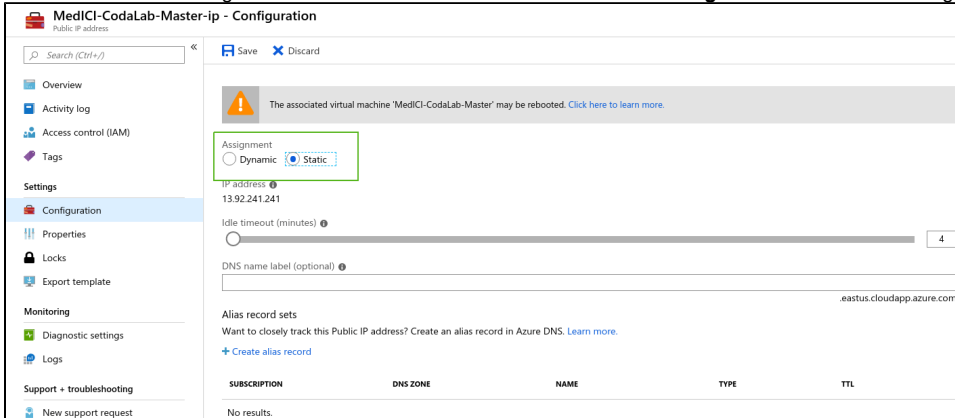 MedICI-CodaLab-Master-ip - Configuration
Public IP address
Search (Ctrl+/)
«
Save
Discard
Overview
Activity log
Access control (IAM)
Tags
Settings
Configuration
Properties
Locks
Export template
Monitoring
Diagnostic settings
Logs
Support + troubleshooting
New support request
The associated virtual machine 'MedICI-CodaLab-Master' may be rebooted. Click here to learn more.
Assignment
Dynamic Static
IP address
13.92.241.241
Idle timeout (minutes)
4
DNS name label (optional)
.eastus.cloudapp.azure.com
Alias record sets
Want to closely track this Public IP address? Create an alias record in Azure DNS. Learn more.
+ Create alias record
SUBSCRIPTION DNS ZONE NAME TYPE TTL
No results.